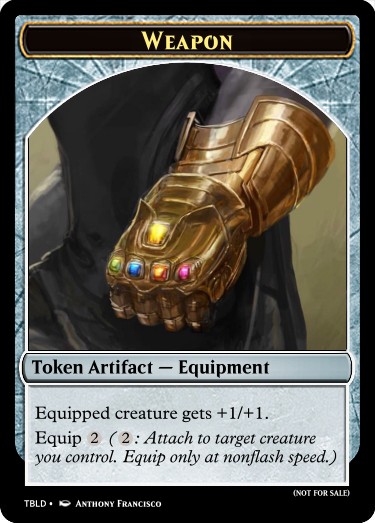 Weapon
Token Artifact — Equipment
Equipped creature gets +1/+1.
Equip 2 ( 2 : Attach to target creature
you control. Equip only at nonflash speed.)
(NOT FOR SALE)
TBLD • Anthony Francisco